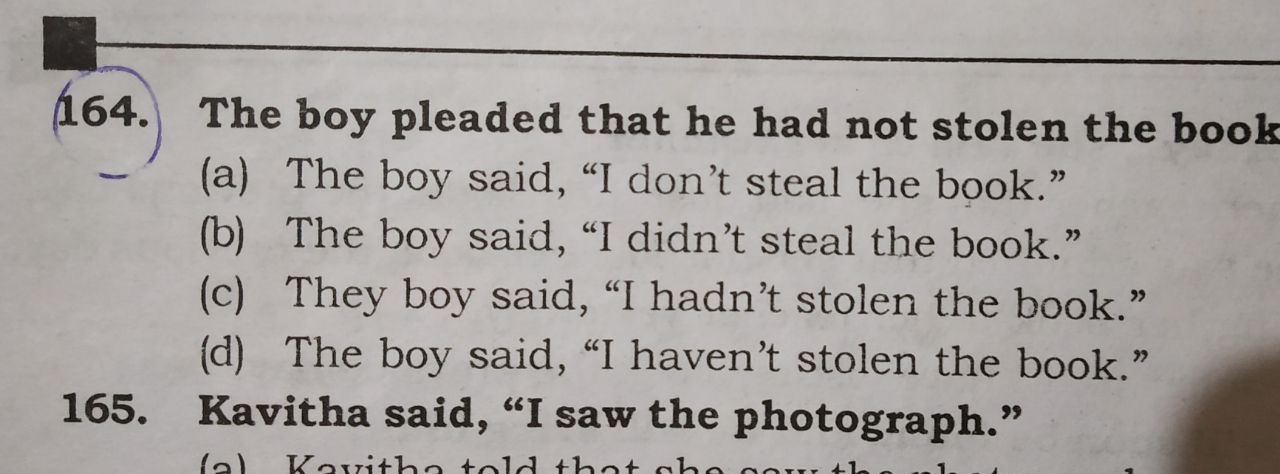 164. The boy pleaded that he had not stolen the book
(a) The boy said, “I don’t steal the book.”
(b) The boy said, “I didn’t steal the book.”
(c) They boy said, “I hadn’t stolen the book.”
(d) The boy said, “I haven’t stolen the book.”
165. Kavitha said, “I saw the photograph.”
(a) Kavitha told that she saw the